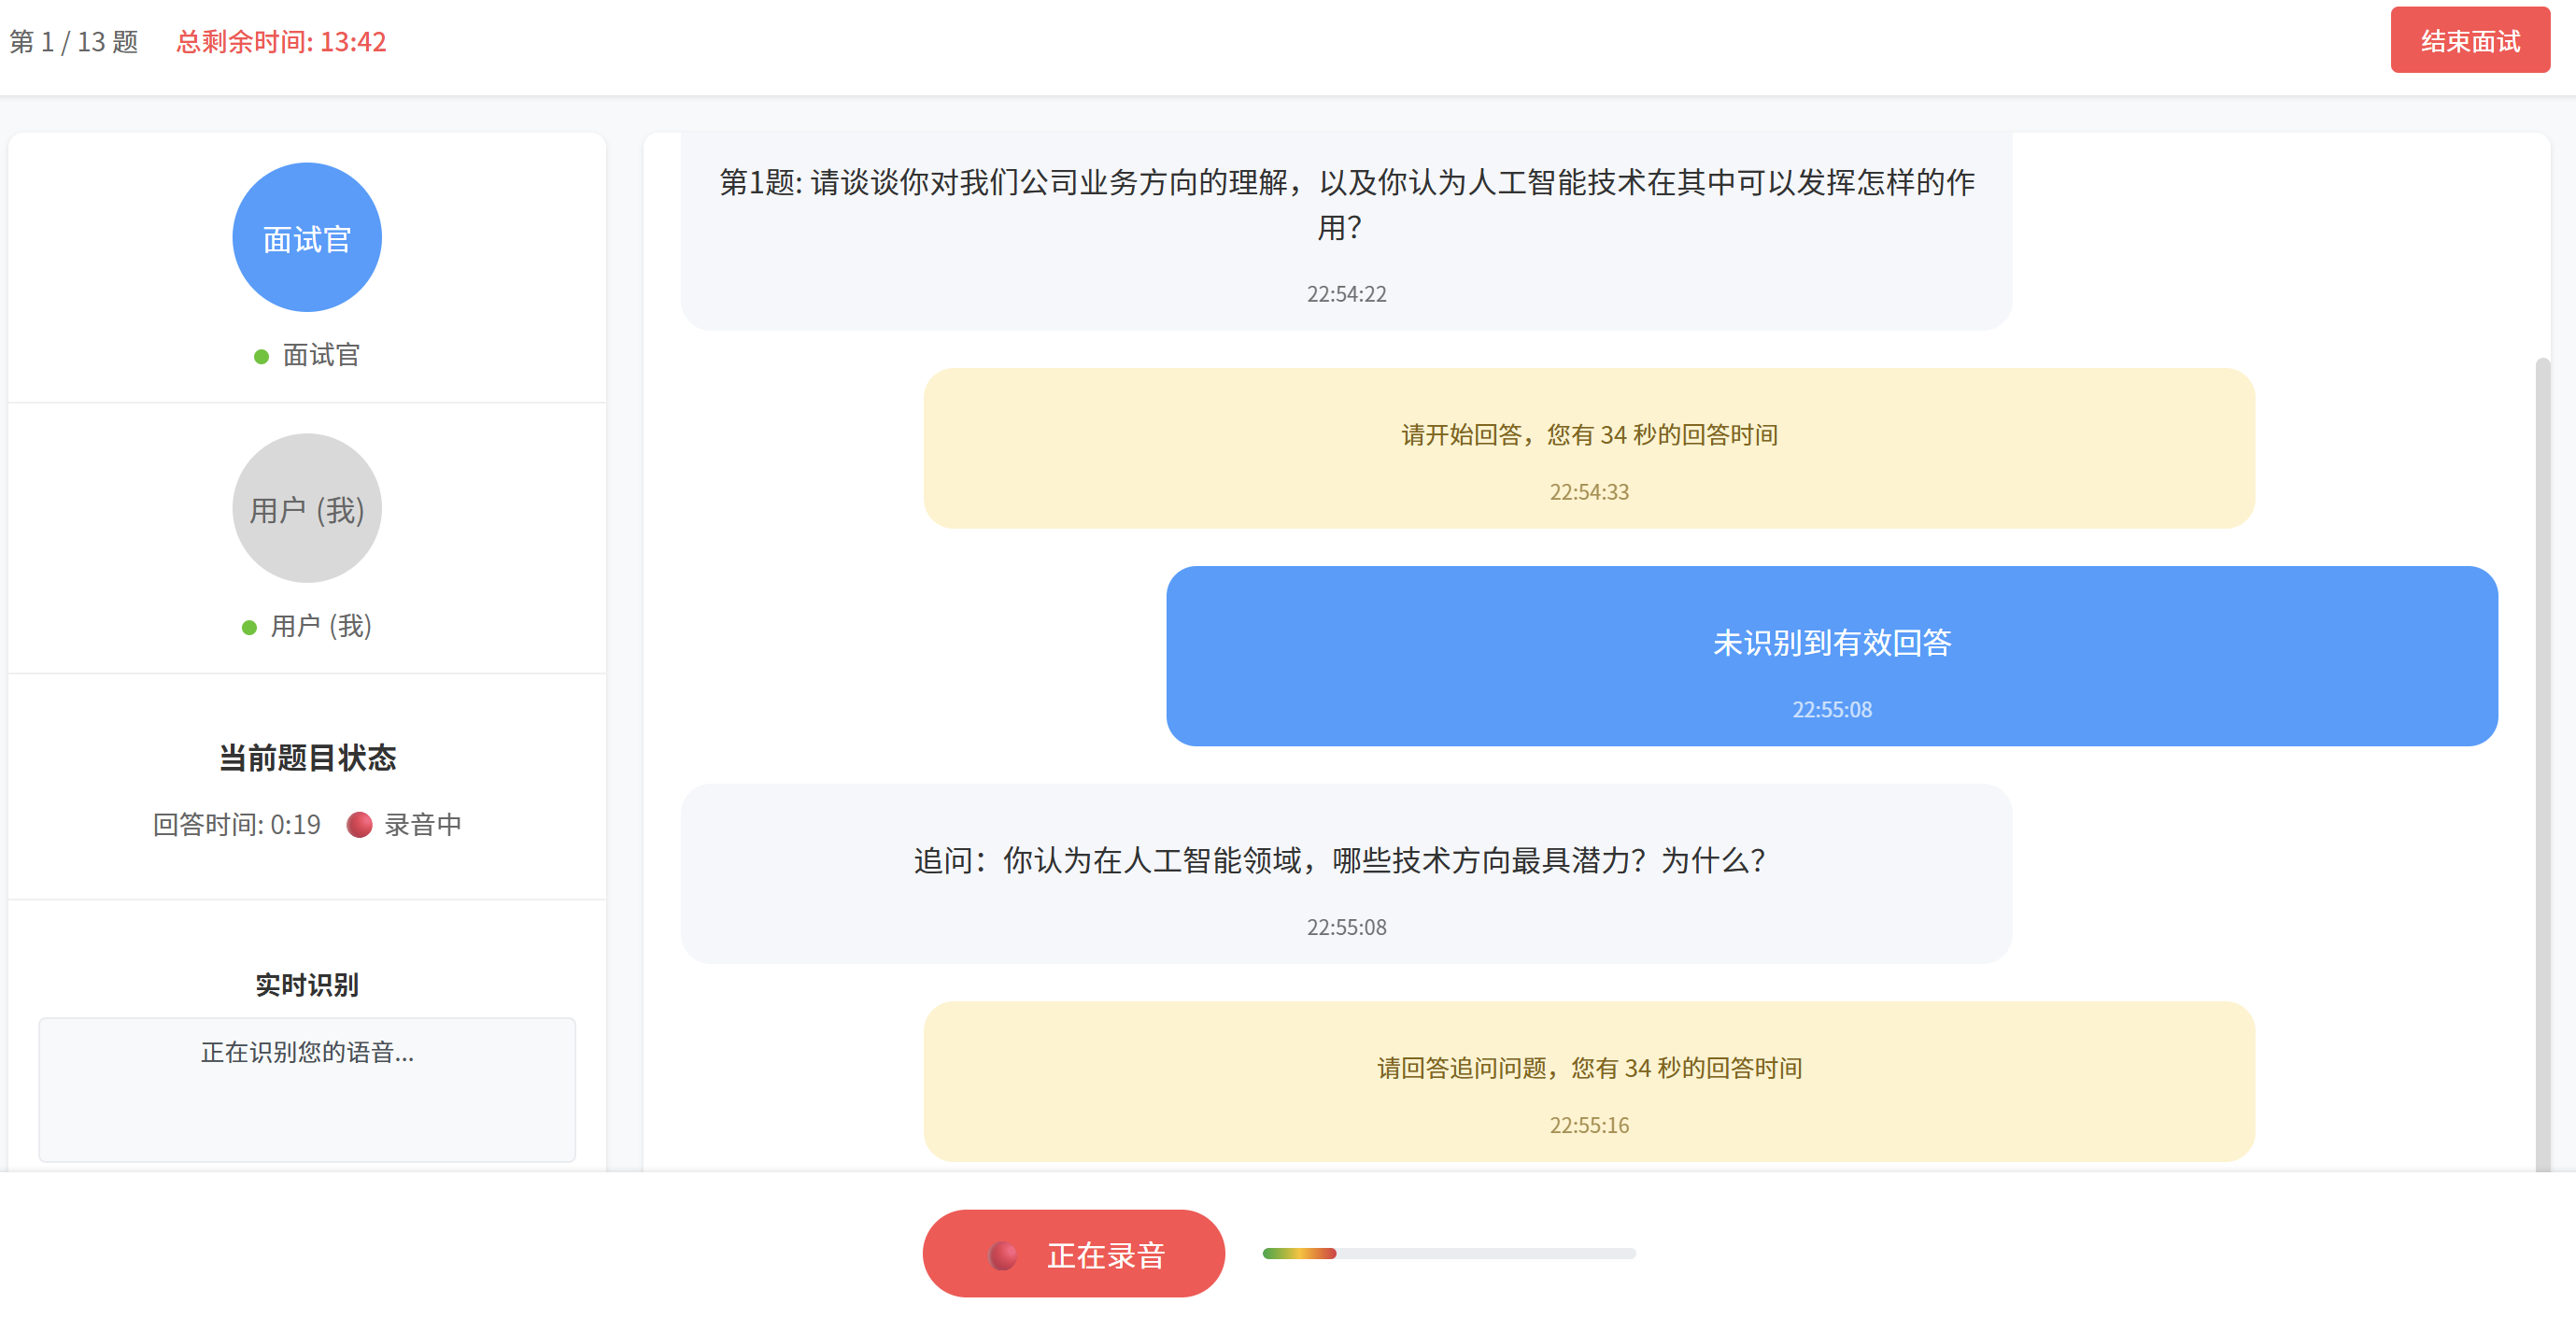 第 1 / 13 题
总剩余时间: 13:42
结束面试
面试官
面试官
用户 (我)
用户 (我)
当前题目状态
回答时间: 0:19
录音中
实时识别
正在识别您的语音...
第1题: 请谈谈你对我们公司业务方向的理解，以及你认为人工智能技术在其中可以发挥怎样的作
用？
22:54:22
请开始回答，您有 34 秒的回答时间
22:54:33
未识别到有效回答
22:55:08
追问：你认为在人工智能领域，哪些技术方向最具潜力？为什么？
22:55:08
请回答追问问题，您有 34 秒的回答时间
22:55:16
正在录音